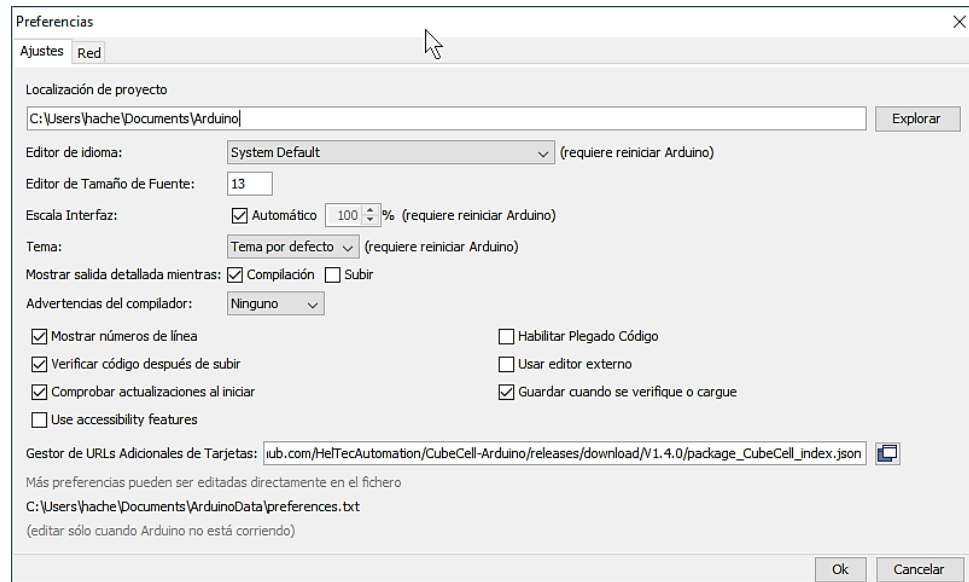 Preferencias
Ajustes Red
Localización de proyecto
C:\Users\hache\Documents\Arduino Explorar
Editor de idioma: System Default (requiere reiniciar Arduino)
Editor de Tamaño de Fuente: 13
Escala Interfaz: Automático 100 % (requiere reiniciar Arduino)
Tema: Tema por defecto (requiere reiniciar Arduino)
Mostrar salida detallada mientras: Compilación Subir
Advertencias del compilador: Ninguno
Mostrar números de línea Habilitar Plegado Código
Verificar código después de subir Usar editor externo
Comprobar actualizaciones al iniciar Guardar cuando se verifique o cargue
Use accessibility features
Gestor de URLs Adicionales de Tarjetas: ub.com/HelTecAutomation/CubeCell-Arduino/releases/download/V1.4.0/package_CubeCell_index.json
Más preferencias pueden ser editadas directamente en el fichero
C:\Users\hache\Documents\ArduinoData\preferences.txt
(editar sólo cuando Arduino no está corriendo)
Ok Cancelar